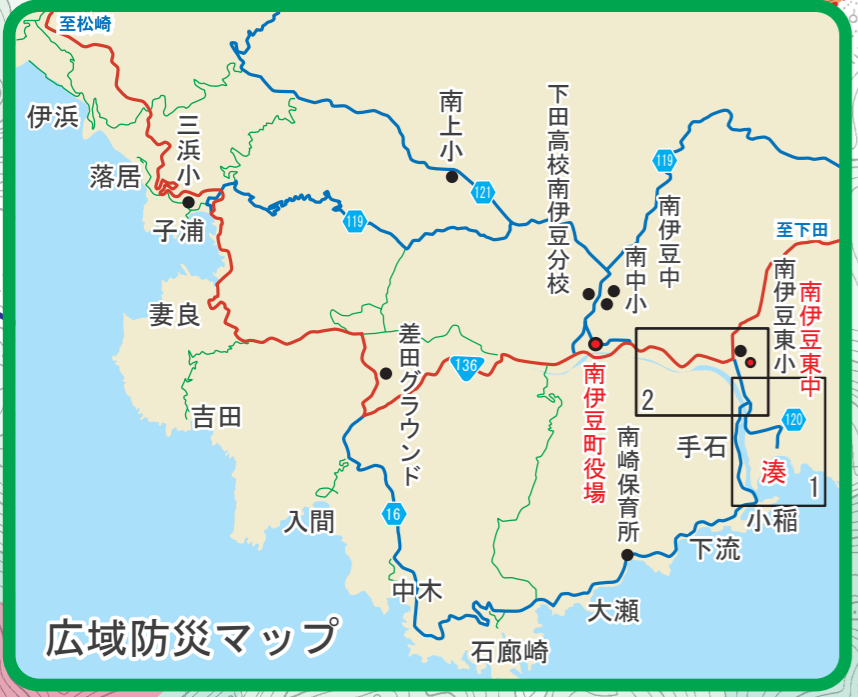 至松崎
伊浜
三浜小
落居
子浦
妻良
吉田
入間
中木
石廊崎
大瀬
下流
小稲
手石
湊
南上小
121
119
119
下田高校南伊豆分校
南伊豆中
南中小
至下田
南伊豆東小
南伊豆東中
差田グラウンド
136
南伊豆町役場
南崎保育所
2
120
1
16
広域防災マップ